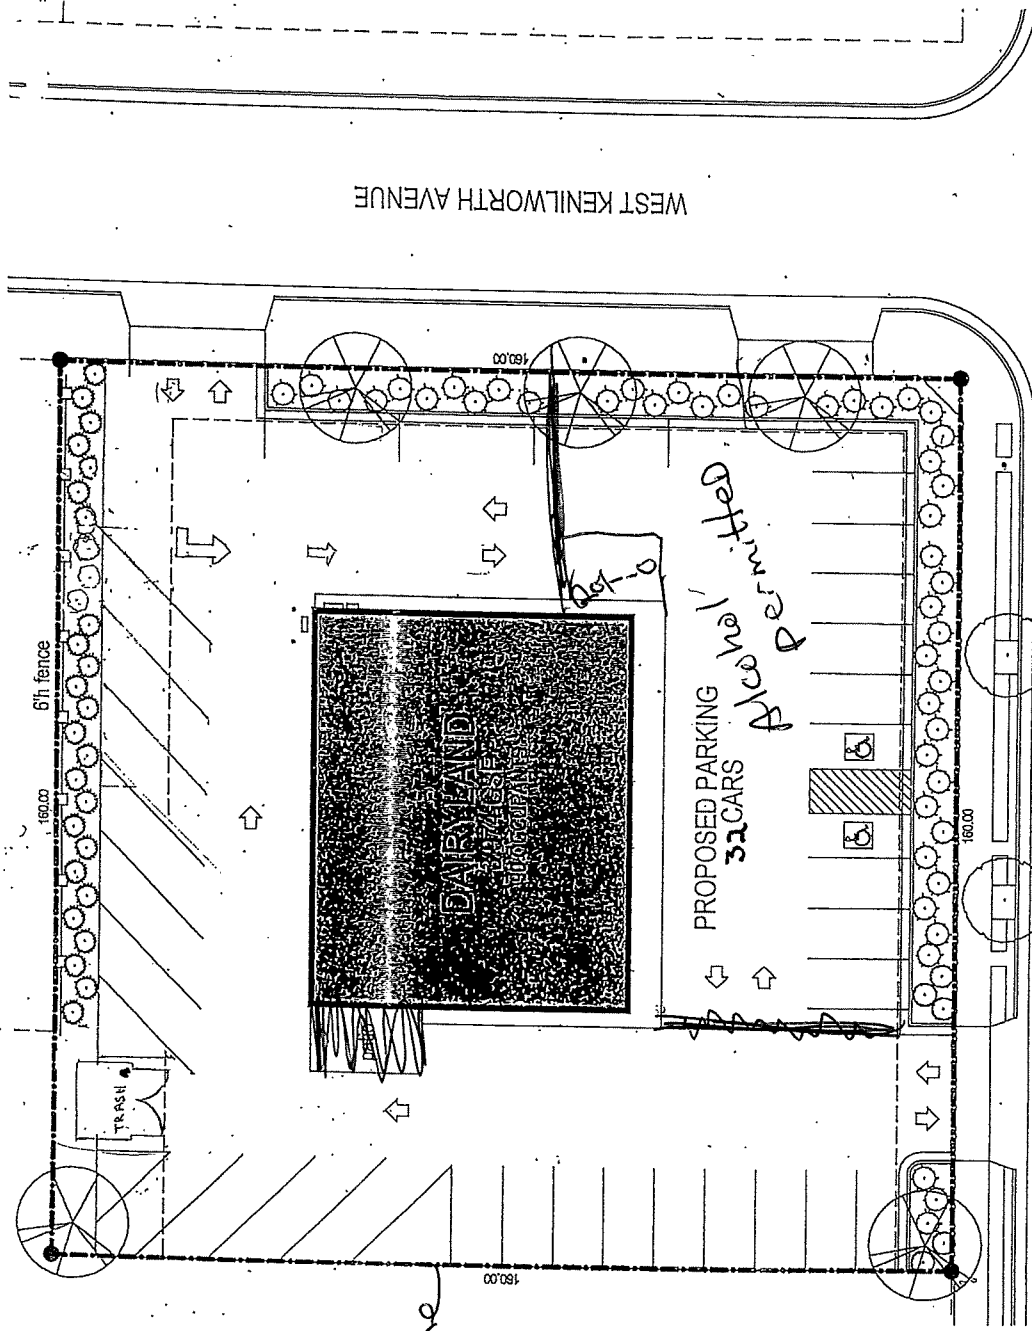 WEST KENILWORTH AVENUE
160.00
6'h fence
160.00
DAIRYLAND
PROPOSED PARKING
32 CARS
Alcohol
Permitted
160.00
TRASH
160.00